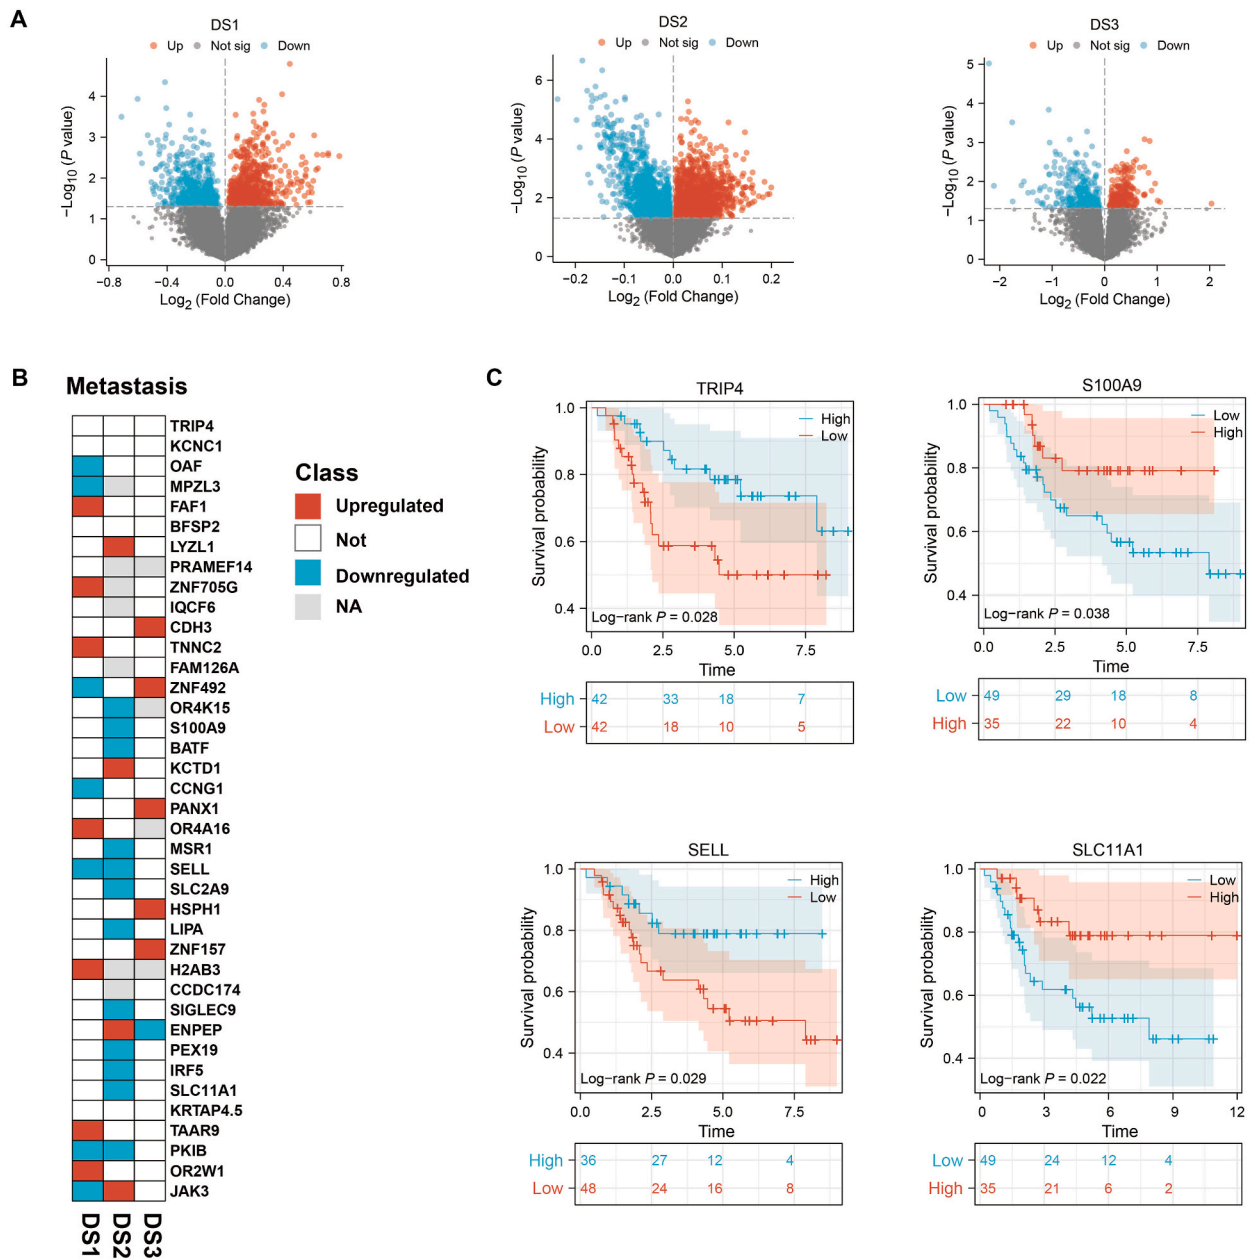 A
DS1
Up Not sig Down
−Log10 (P value)
4
3
2
1
0
−0.8 −0.4 0.0 0.4 0.8
Log2 (Fold Change)
DS2
Up Not sig Down
−Log10 (P value)
6
4
2
0
−0.2 −0.1 0.0 0.1 0.2
Log2 (Fold Change)
DS3
Up Not sig Down
−Log10 (P value)
5
4
3
2
1
0
−2 −1 0 1 2
Log2 (Fold Change)
B
Metastasis
TRIP4
KCNC1
OAF
MPZL3
FAF1
BFSP2
LYZL1
PRAMEF14
ZNF705G
IQCF6
CDH3
TNNC2
FAM126A
ZNF492
OR4K15
S100A9
BATF
KCTD1
CCNG1
PANX1
OR4A16
MSR1
SELL
SLC2A9
HSPH1
LIPA
ZNF157
H2AB3
CCDC174
SIGLEC9
ENPEP
PEX19
IRF5
SLC11A1
KRTAP4.5
TAAR9
PKIB
OR2W1
JAK3
DS1 DS2 DS3
Class
Upregulated
Not
Downregulated
NA
C
TRIP4
Survival probability
1.0
0.8
0.6
0.4
High
Low
Log−rank P = 0.028
0.0 2.5 5.0 7.5
Time
High 42 33 18 7
Low 42 18 10 5
S100A9
Survival probability
1.0
0.8
0.6
0.4
Low
High
Log−rank P = 0.038
0.0 2.5 5.0 7.5
Time
Low 49 29 18 8
High 35 22 10 4
SELL
Survival probability
1.0
0.8
0.6
0.4
High
Low
Log−rank P = 0.029
0.0 2.5 5.0 7.5
Time
High 36 27 12 4
Low 48 24 16 8
SLC11A1
Survival probability
1.0
0.8
0.6
0.4
Low
High
Log−rank P = 0.022
0 3 6 9 12
Time
Low 49 24 12 4
High 35 21 6 2